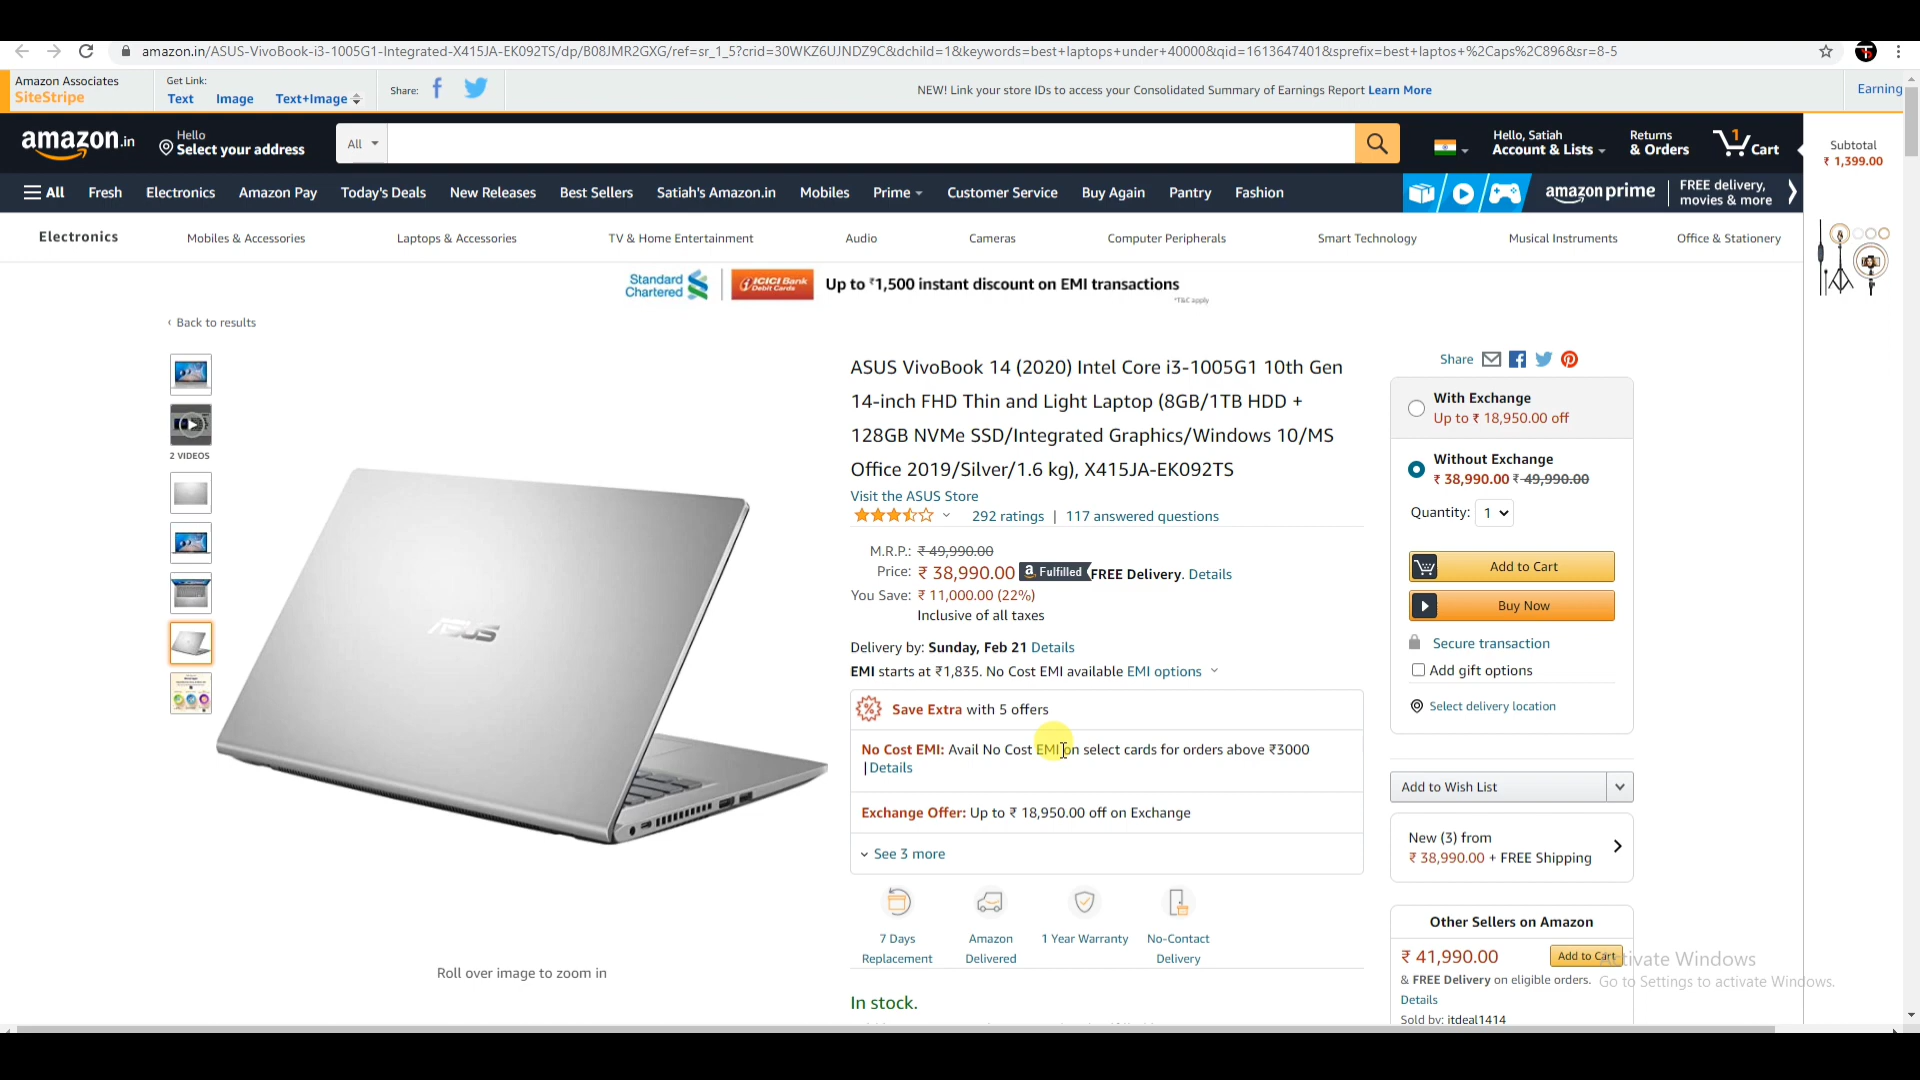 amazon.in/ASUS-VivoBook-i3-1005G1-Integrated-X415JA-EK092TS/dp/B08JMR2GXG/ref=sr_1_5?crid=30WKZ6UJNDZ9C&dchild=1&keywords=best+laptops+under+40000&qid=1613647401&sprefix=best+laptos+%2Caps%2C896&sr=8-5
Amazon Associates
SiteStripe
Get Link:
Text Image Text+Image
Share:
NEW! Link your store IDs to access your Consolidated Summary of Earnings Report Learn More
Earning
amazon.in
Hello
Select your address
All
Hello, Satiah
Account & Lists
Returns
& Orders
1
Cart
Subtotal
₹ 1,399.00
All Fresh Electronics Amazon Pay Today's Deals New Releases Best Sellers Satiah's Amazon.in Mobiles Prime Customer Service Buy Again Pantry Fashion
amazon prime
FREE delivery,
movies & more
Electronics Mobiles & Accessories Laptops & Accessories TV & Home Entertainment Audio Cameras Computer Peripherals Smart Technology Musical Instruments Office & Stationery
Standard
Chartered
ICICI Bank
Debit Cards
Up to ₹1,500 instant discount on EMI transactions
*T&C apply
‹ Back to results
2 VIDEOS
ASUS
Roll over image to zoom in
ASUS VivoBook 14 (2020) Intel Core i3-1005G1 10th Gen
14-inch FHD Thin and Light Laptop (8GB/1TB HDD +
128GB NVMe SSD/Integrated Graphics/Windows 10/MS
Office 2019/Silver/1.6 kg), X415JA-EK092TS
Visit the ASUS Store
292 ratings | 117 answered questions
M.R.P.: ₹ 49,990.00
Price: ₹ 38,990.00 a Fulfilled FREE Delivery. Details
You Save: ₹ 11,000.00 (22%)
Inclusive of all taxes
Delivery by: Sunday, Feb 21 Details
EMI starts at ₹1,835. No Cost EMI available EMI options
Save Extra with 5 offers
No Cost EMI: Avail No Cost EMI on select cards for orders above ₹3000
|Details
Exchange Offer: Up to ₹ 18,950.00 off on Exchange
See 3 more
7 Days
Replacement
Amazon
Delivered
1 Year Warranty
No-Contact
Delivery
In stock.
Share
With Exchange
Up to ₹ 18,950.00 off
Without Exchange
₹ 38,990.00 ₹ 49,990.00
Quantity: 1
Add to Cart
Buy Now
Secure transaction
Add gift options
Select delivery location
Add to Wish List
New (3) from
₹ 38,990.00 + FREE Shipping
Other Sellers on Amazon
₹ 41,990.00
Add to Cart
& FREE Delivery on eligible orders.
Details
Sold by: itdeal1414
Activate Windows
Go to Settings to activate Windows.